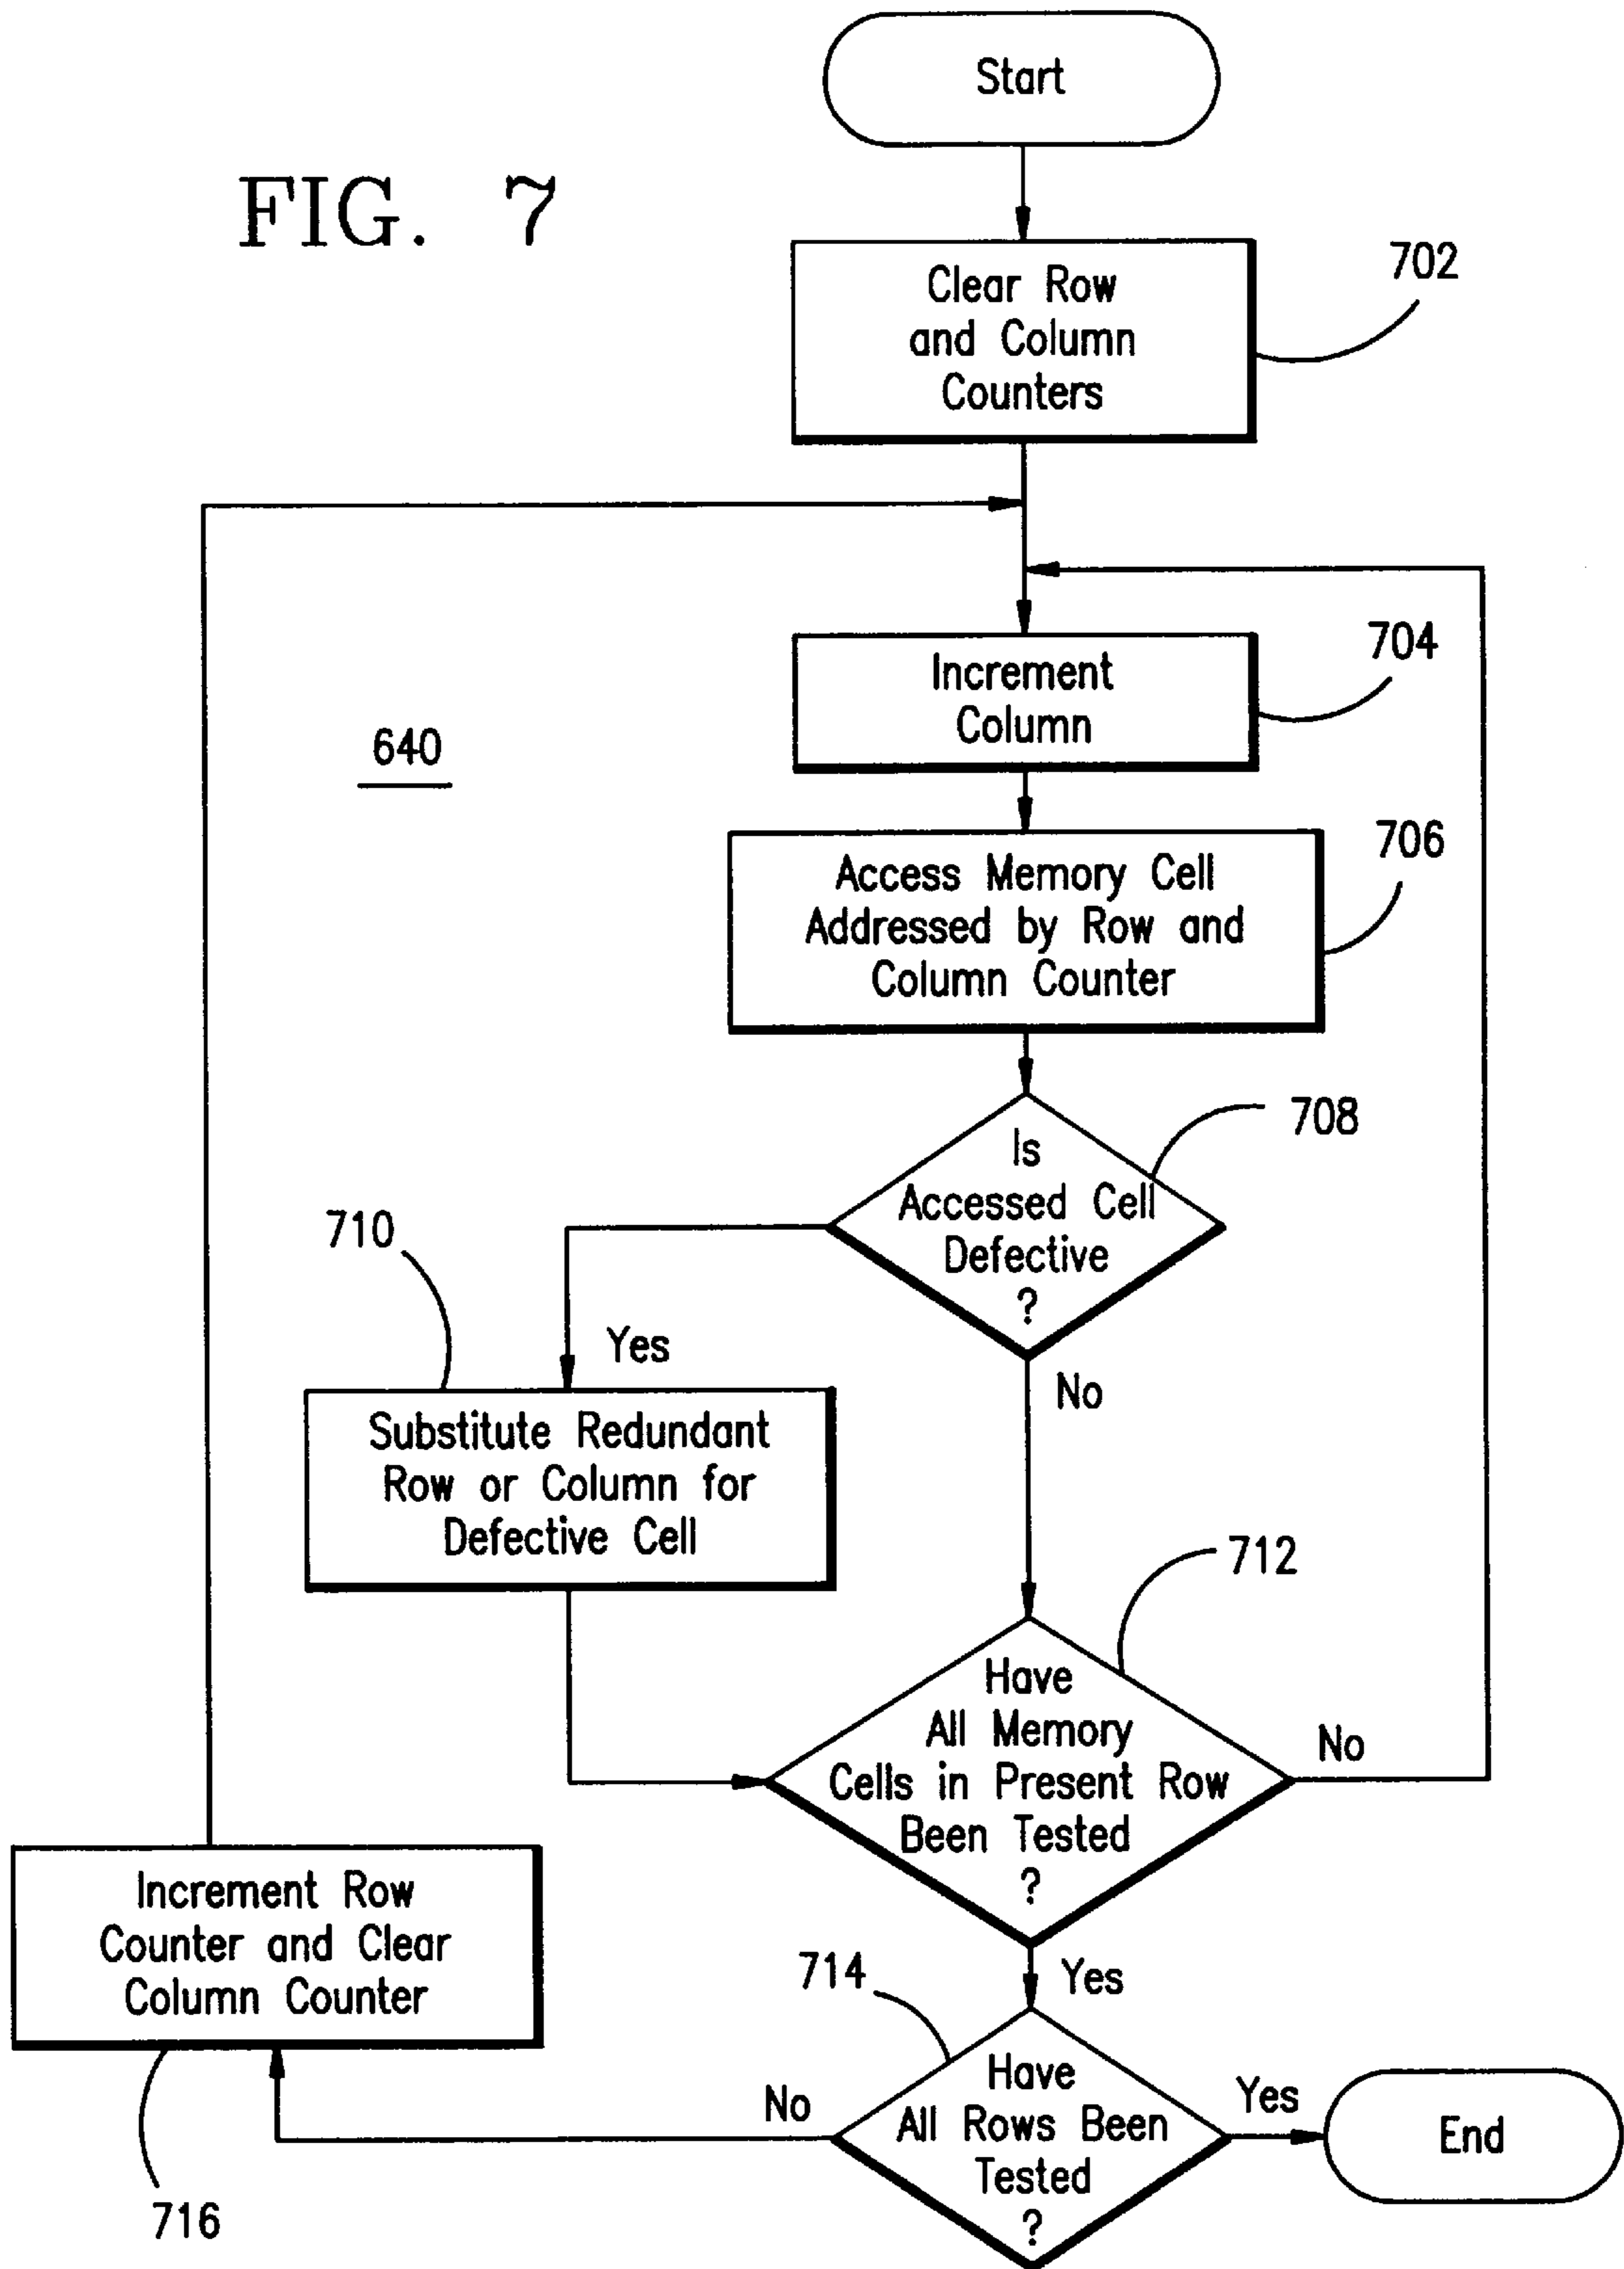 Start
FIG. 7
Clear Row
and Column
Counters
702
Increment
Column
704
640
Access Memory Cell
Addressed by Row and
Column Counter
706
Is
Accessed Cell
Defective
?
708
710
Yes
No
Substitute Redundant
Row or Column for
Defective Cell
712
Have
All Memory
Cells in Present Row
Been Tested
?
No
Increment Row
Counter and Clear
Column Counter
714
Yes
Have
All Rows Been
Tested
?
No
Yes
End
716